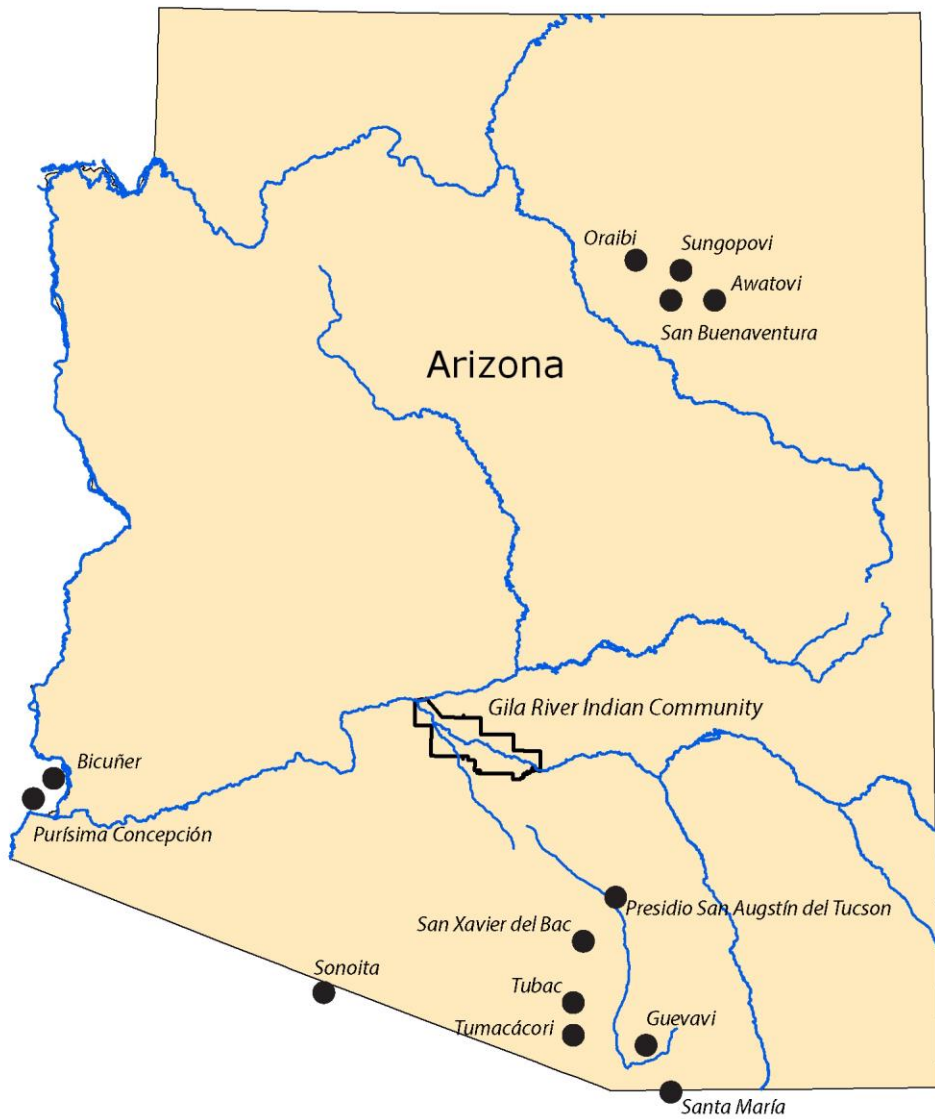 Oraibi
Sungopovi
Awatovi
San Buenaventura
Arizona
Gila River Indian Community
Bicuñer
Purísima Concepción
Presidio San Augstín del Tucson
San Xavier del Bac
Sonoita
Tubac
Guevavi
Tumacácori
Santa María